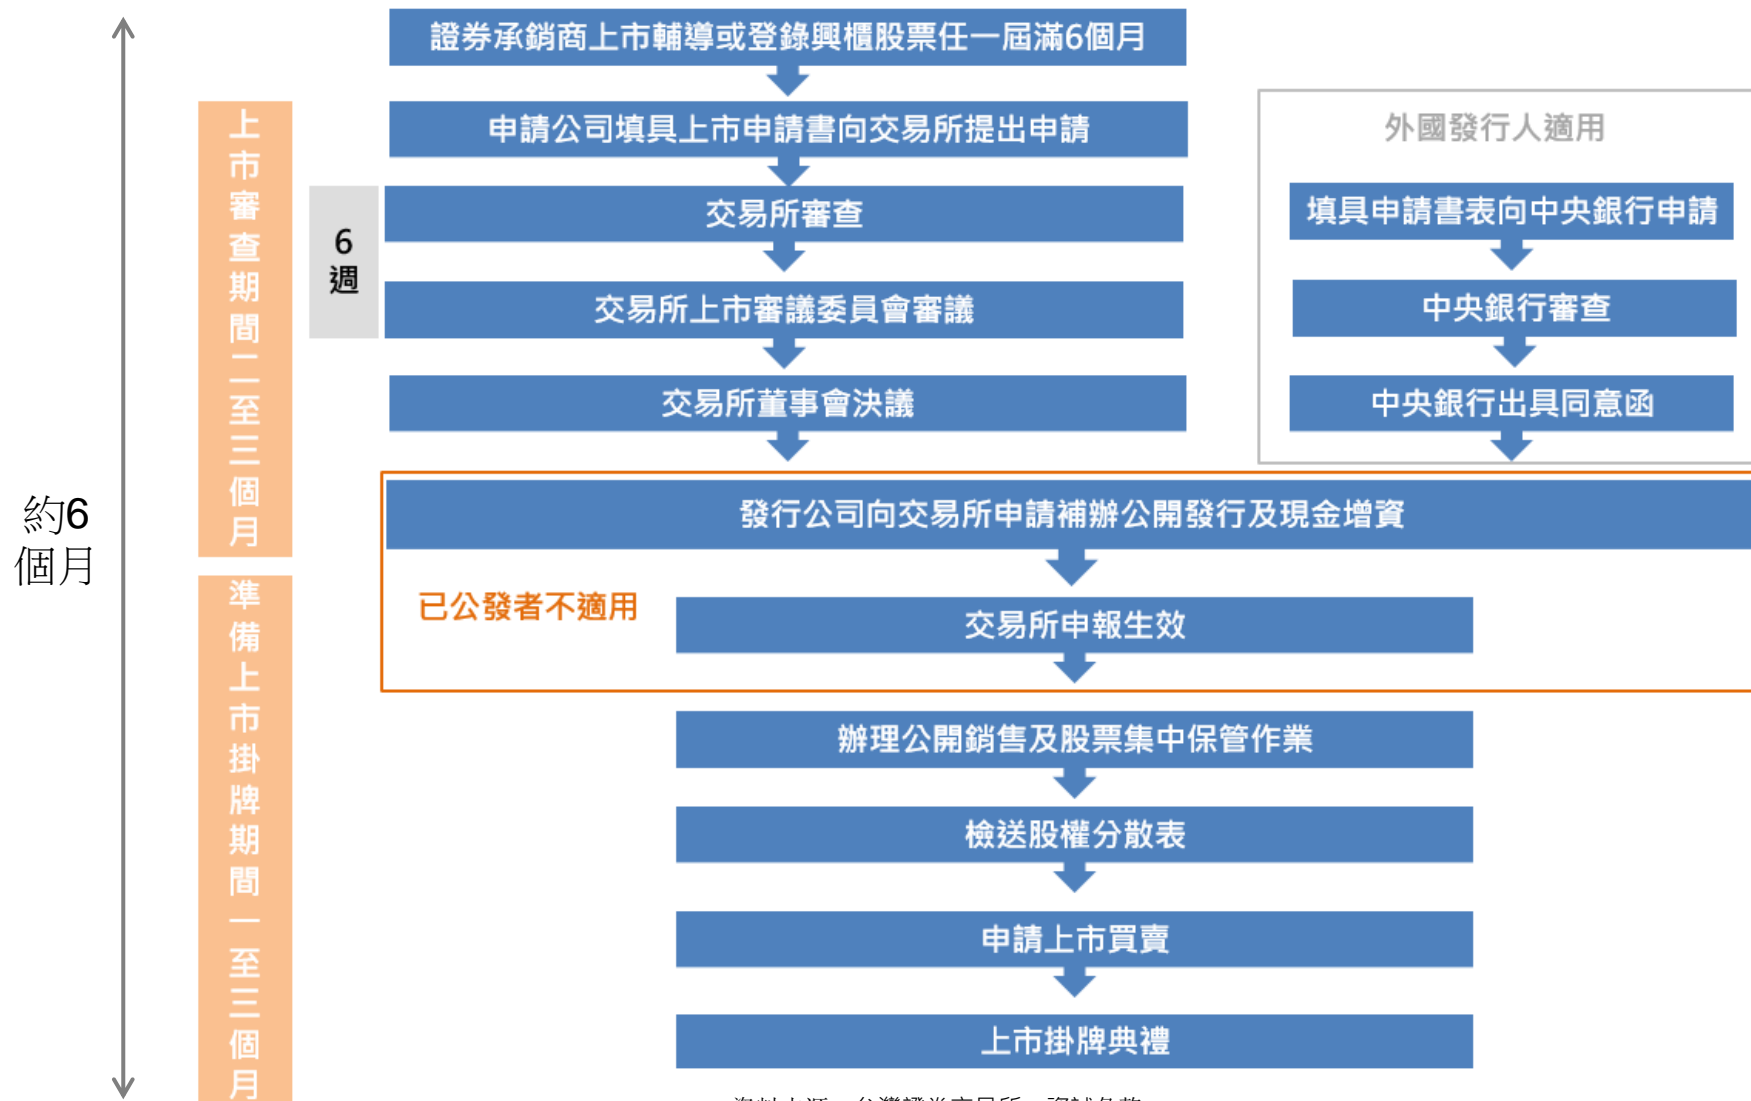 證券承銷商上市輔導或登錄興櫃股票任一屆滿6個月
申請公司填具上市申請書向交易所提出申請
交易所審查
交易所上市審議委員會審議
交易所董事會決議
外國發行人適用
填具申請書表向中央銀行申請
中央銀行審查
中央銀行出具同意函
發行公司向交易所申請補辦公開發行及現金增資
已公發者不適用
交易所申報生效
辦理公開銷售及股票集中保管作業
檢送股權分散表
申請上市買賣
上市掛牌典禮
上市審查期間二至三個月
6
週
準備上市掛牌期間一至三個月
約6
個月